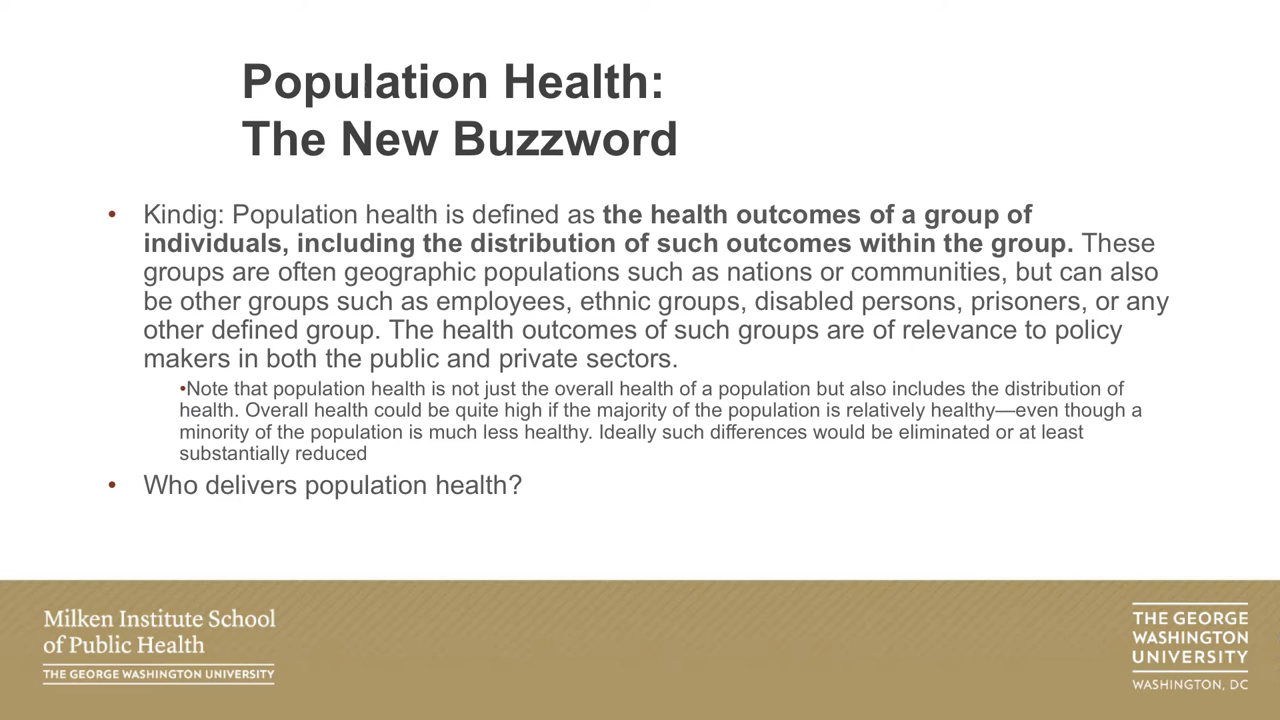 Population Health:
The New Buzzword
• Kindig: Population health is defined as the health outcomes of a group of
individuals, including the distribution of such outcomes within the group. These
groups are often geographic populations such as nations or communities, but can also
be other groups such as employees, ethnic groups, disabled persons, prisoners, or any
other defined group. The health outcomes of such groups are of relevance to policy
makers in both the public and private sectors.
•Note that population health is not just the overall health of a population but also includes the distribution of
health. Overall health could be quite high if the majority of the population is relatively healthy—even though a
minority of the population is much less healthy. Ideally such differences would be eliminated or at least
substantially reduced
• Who delivers population health?
Milken Institute School
of Public Health
THE GEORGE WASHINGTON UNIVERSITY
THE GEORGE
WASHINGTON
UNIVERSITY
WASHINGTON, DC